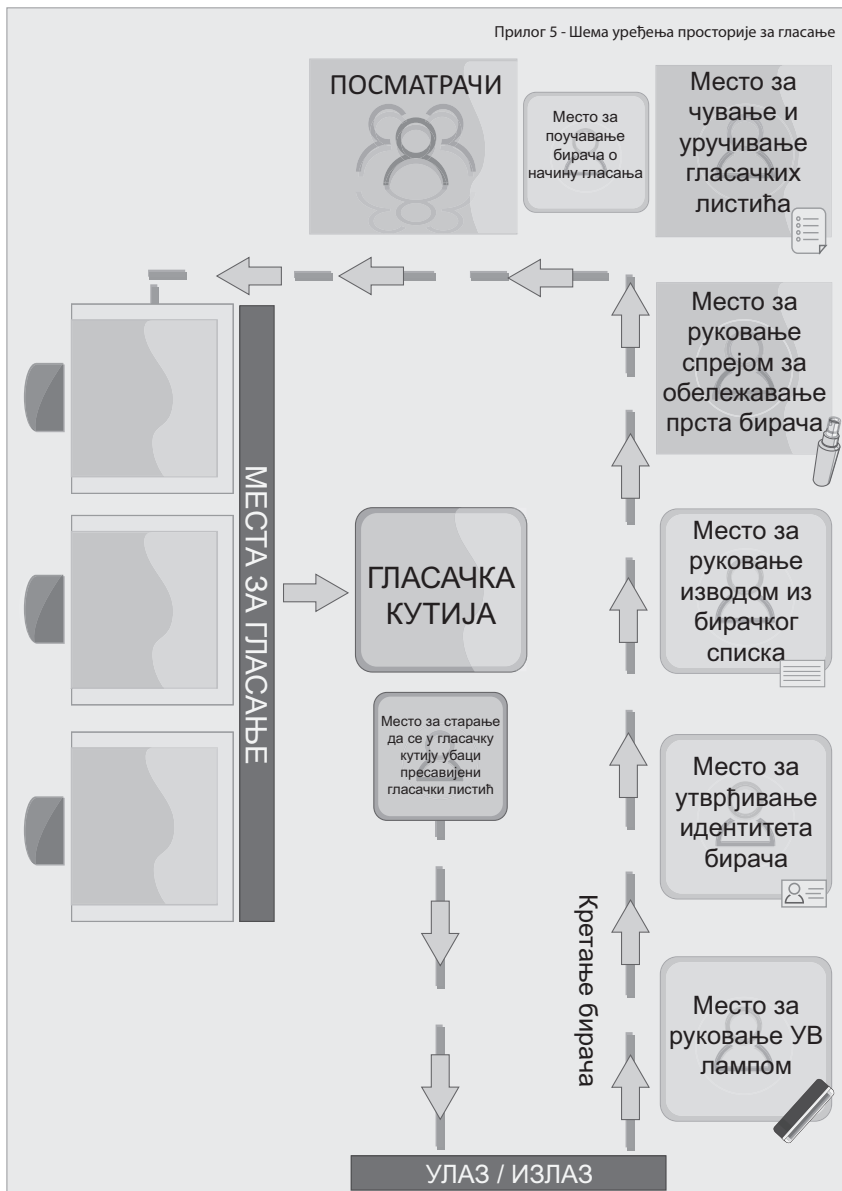 Прилог 5 - Шема уређења просторије за гласање
ПОСМАТРАЧИ
Место за
поучавање
бирача о
начину гласања
Место за
чување и
уручивање
гласачких
листића
Место за
руковање
спрејом за
обележавање
прста бирача
МЕСТА ЗА ГЛАСАЊЕ
ГЛАСАЧКА
КУТИЈА
Место за
руковање
изводом из
бирачког
списка
Место за старање
да се у гласачку
кутију убаци
пресавијени
гласачки листић
Место за
утврђивање
идентитета
бирача
Кретање бирача
Место за
руковање УВ
лампом
УЛАЗ / ИЗЛАЗ